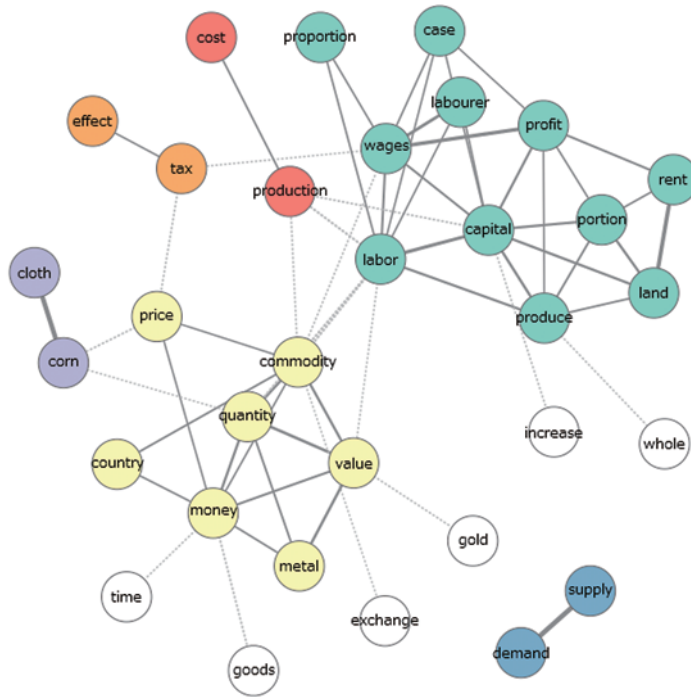 case
cost
proportion
labourer
effect
profit
wages
tax
rent
production
portion
capital
labor
cloth
land
price
produce
corn
commodity
quantity
increase
whole
country
value
money
gold
metal
supply
time
exchange
demand
goods